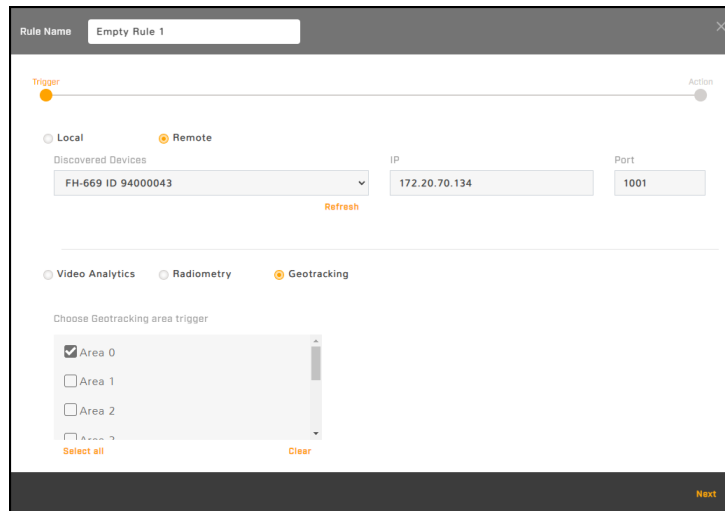 Rule Name Empty Rule 1
Trigger Action
Local Remote
Discovered Devices IP Port
FH-669 ID 94000043 172.20.70.134 1001
Refresh
Video Analytics Radiometry Geotracking
Choose Geotracking area trigger
Area 0
Area 1
Area 2
Select all Clear
Next